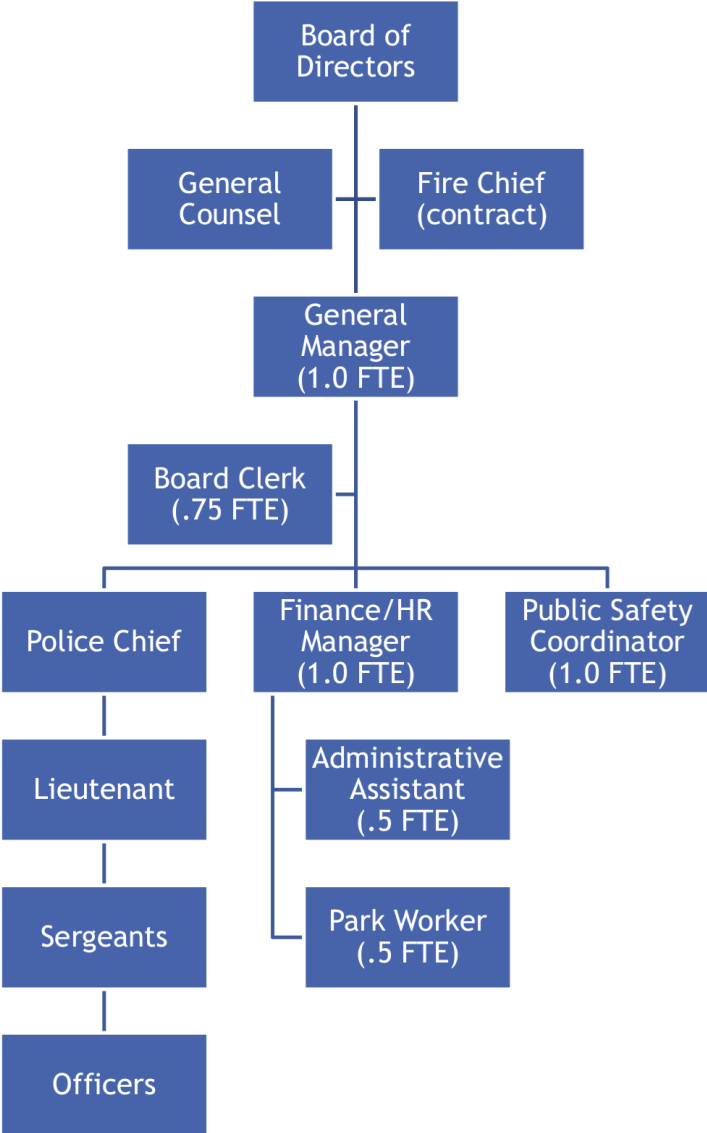 Board of
Directors
General
Counsel
Fire Chief
(contract)
General
Manager
(1.0 FTE)
Board Clerk
(.75 FTE)
Police Chief
Finance/HR
Manager
(1.0 FTE)
Public Safety
Coordinator
(1.0 FTE)
Lieutenant
Administrative
Assistant
(.5 FTE)
Sergeants
Park Worker
(.5 FTE)
Officers